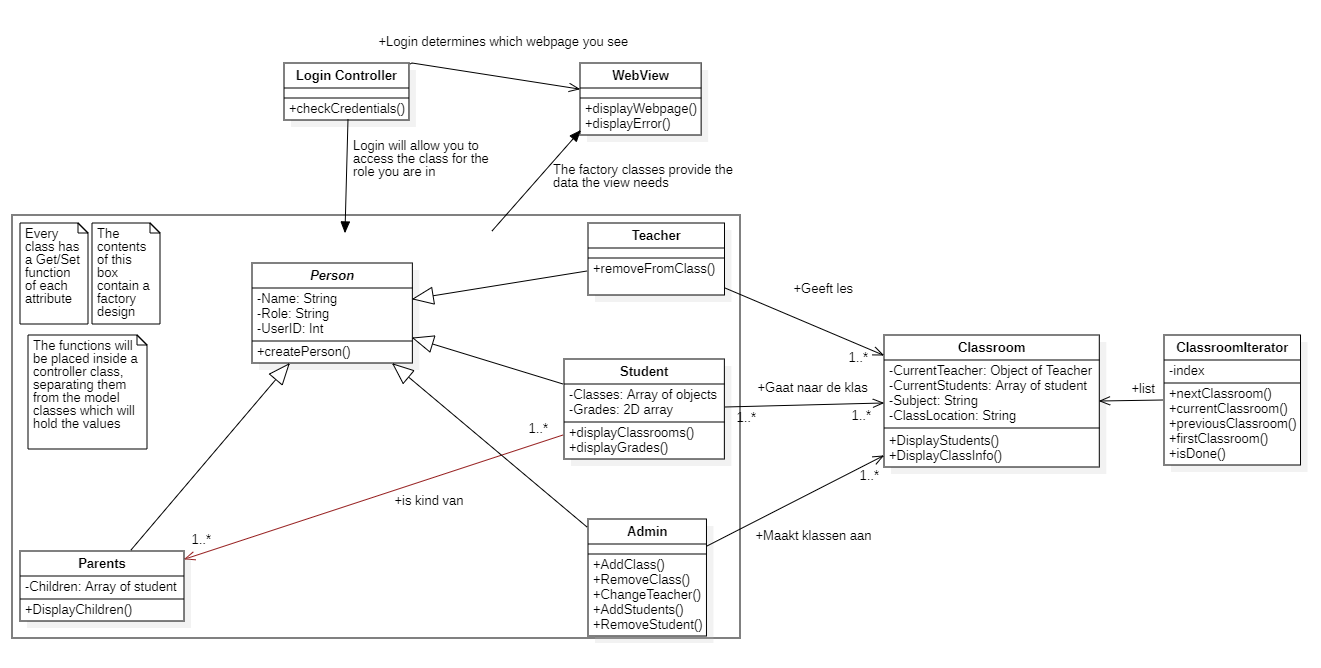 +Login determines which webpage you see
Login Controller
+checkCredentials()
WebView
+displayWebpage()
+displayError()
Login will allow you to
access the class for the
role you are in
The factory classes provide the
data the view needs
Every
class has
a Get/Set
function
of each
attribute
The
contents
of this
box
contain a
factory
design
The functions will
be placed inside a
controller class,
separating them
from the model
classes which will
hold the values
Person
-Name: String
-Role: String
-UserID: Int
+createPerson()
Teacher
+removeFromClass()
+Geeft les
1..*
Student
-Classes: Array of objects
-Grades: 2D array
+displayClassrooms()
+displayGrades()
+Gaat naar de klas
1..*
1..*
1..*
+is kind van
1..*
Classroom
-CurrentTeacher: Object of Teacher
-CurrentStudents: Array of student
-Subject: String
-ClassLocation: String
+DisplayStudents()
+DisplayClassInfo()
+list
ClassroomIterator
-index
+nextClassroom()
+currentClassroom()
+previousClassroom()
+firstClassroom()
+isDone()
1..*
+Maakt klassen aan
Admin
+AddClass()
+RemoveClass()
+ChangeTeacher()
+AddStudents()
+RemoveStudent()
Parents
-Children: Array of student
+DisplayChildren()